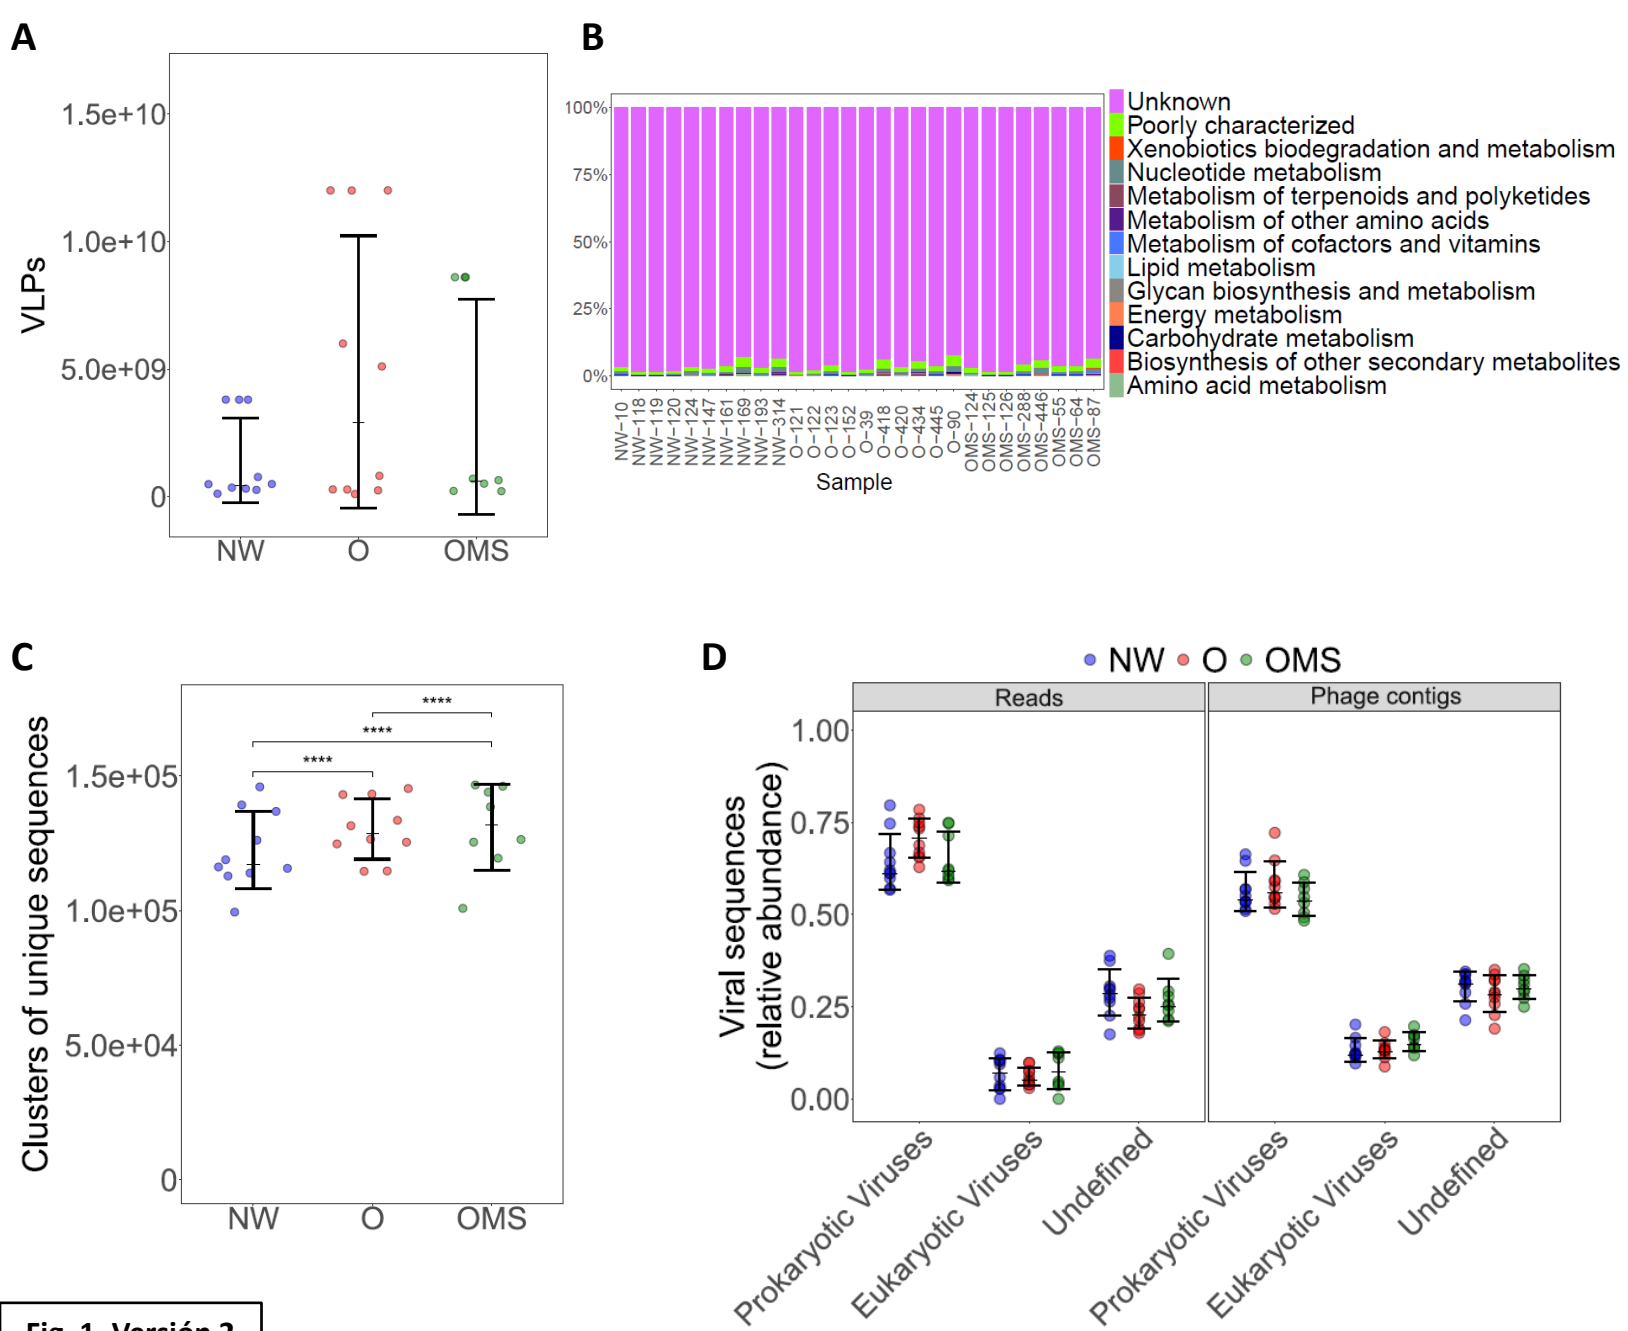 A
VLPs
1.5e+10
1.0e+10
5.0e+09
0
NW
O
OMS
B
100%
75%
50%
25%
0%
NW−10
NW−118
NW−119
NW−120
NW−124
NW−147
NW−161
NW−169
NW−193
NW−314
O−121
O−122
O−123
O−152
O−39
O−418
O−420
O−434
O−445
O−90
OMS−124
OMS−125
OMS−126
OMS−288
OMS−446
OMS−55
OMS−64
OMS−87
Sample
Unknown
Poorly characterized
Xenobiotics biodegradation and metabolism
Nucleotide metabolism
Metabolism of terpenoids and polyketides
Metabolism of other amino acids
Metabolism of cofactors and vitamins
Lipid metabolism
Glycan biosynthesis and metabolism
Energy metabolism
Carbohydrate metabolism
Biosynthesis of other secondary metabolites
Amino acid metabolism
C
Clusters of unique sequences
1.5e+05
1.0e+05
5.0e+04
0
****
****
****
NW
O
OMS
D
NW O OMS
Reads
Phage contigs
Viral sequences
(relative abundance)
1.00
0.75
0.50
0.25
0.00
Prokaryotic Viruses
Eukaryotic Viruses
Undefined
Prokaryotic Viruses
Eukaryotic Viruses
Undefined
Fig. 1. Versión 2